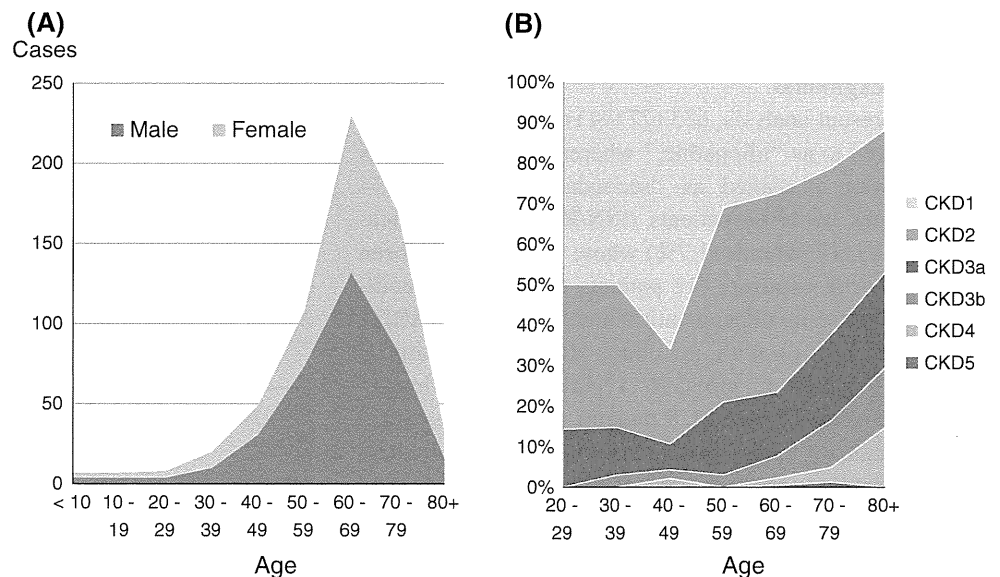 (A)
Cases
250
200
150
100
50
0
Male
Female
< 10
10 - 19
20 - 29
30 - 39
40 - 49
50 - 59
60 - 69
70 - 79
80+
Age
(B)
100%
90%
80%
70%
60%
50%
40%
30%
20%
10%
0%
20 - 29
30 - 39
40 - 49
50 - 59
60 - 69
70 - 79
80+
Age
CKD1
CKD2
CKD3a
CKD3b
CKD4
CKD5